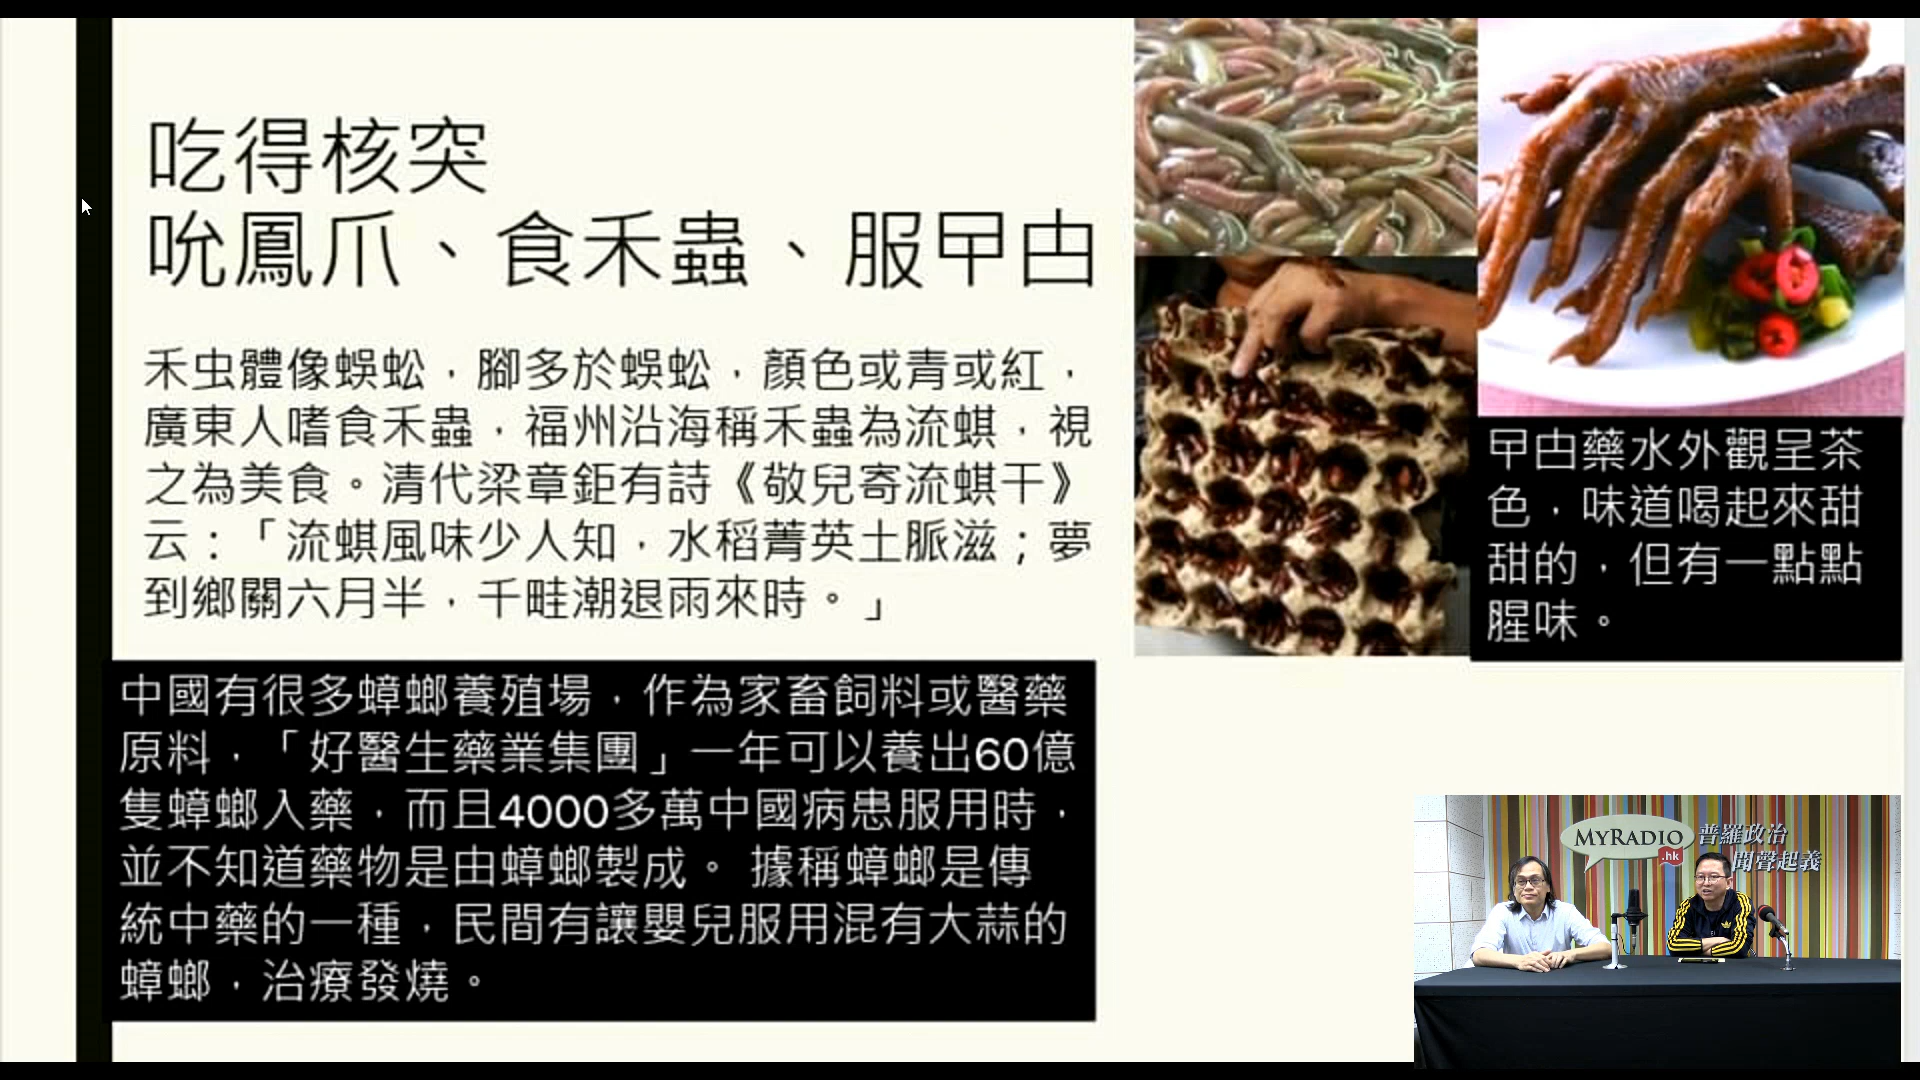 吃得核突
吮鳳爪、食禾蟲、服曱甴
禾虫體像蜈蚣，腳多於蜈蚣，顏色或青或紅，
廣東人嗜食禾蟲，福州沿海稱禾蟲為流蜞，視
之為美食。清代梁章鉅有詩《敬兒寄流蜞干》
云：「流蜞風味少人知，水稻菁英土脈滋；夢
到鄉關六月半，千畦潮退雨來時。」
中國有很多蟑螂養殖場，作為家畜飼料或醫藥
原料，「好醫生藥業集團」一年可以養出60億
隻蟑螂入藥，而且4000多萬中國病患服用時，
並不知道藥物是由蟑螂製成。 據稱蟑螂是傳
統中藥的一種，民間有讓嬰兒服用混有大蒜的
蟑螂，治療發燒。
曱甴藥水外觀呈茶
色，味道喝起來甜
甜的，但有一點點
腥味。
MYRADIO
.hk
普羅政治
聞聲起義